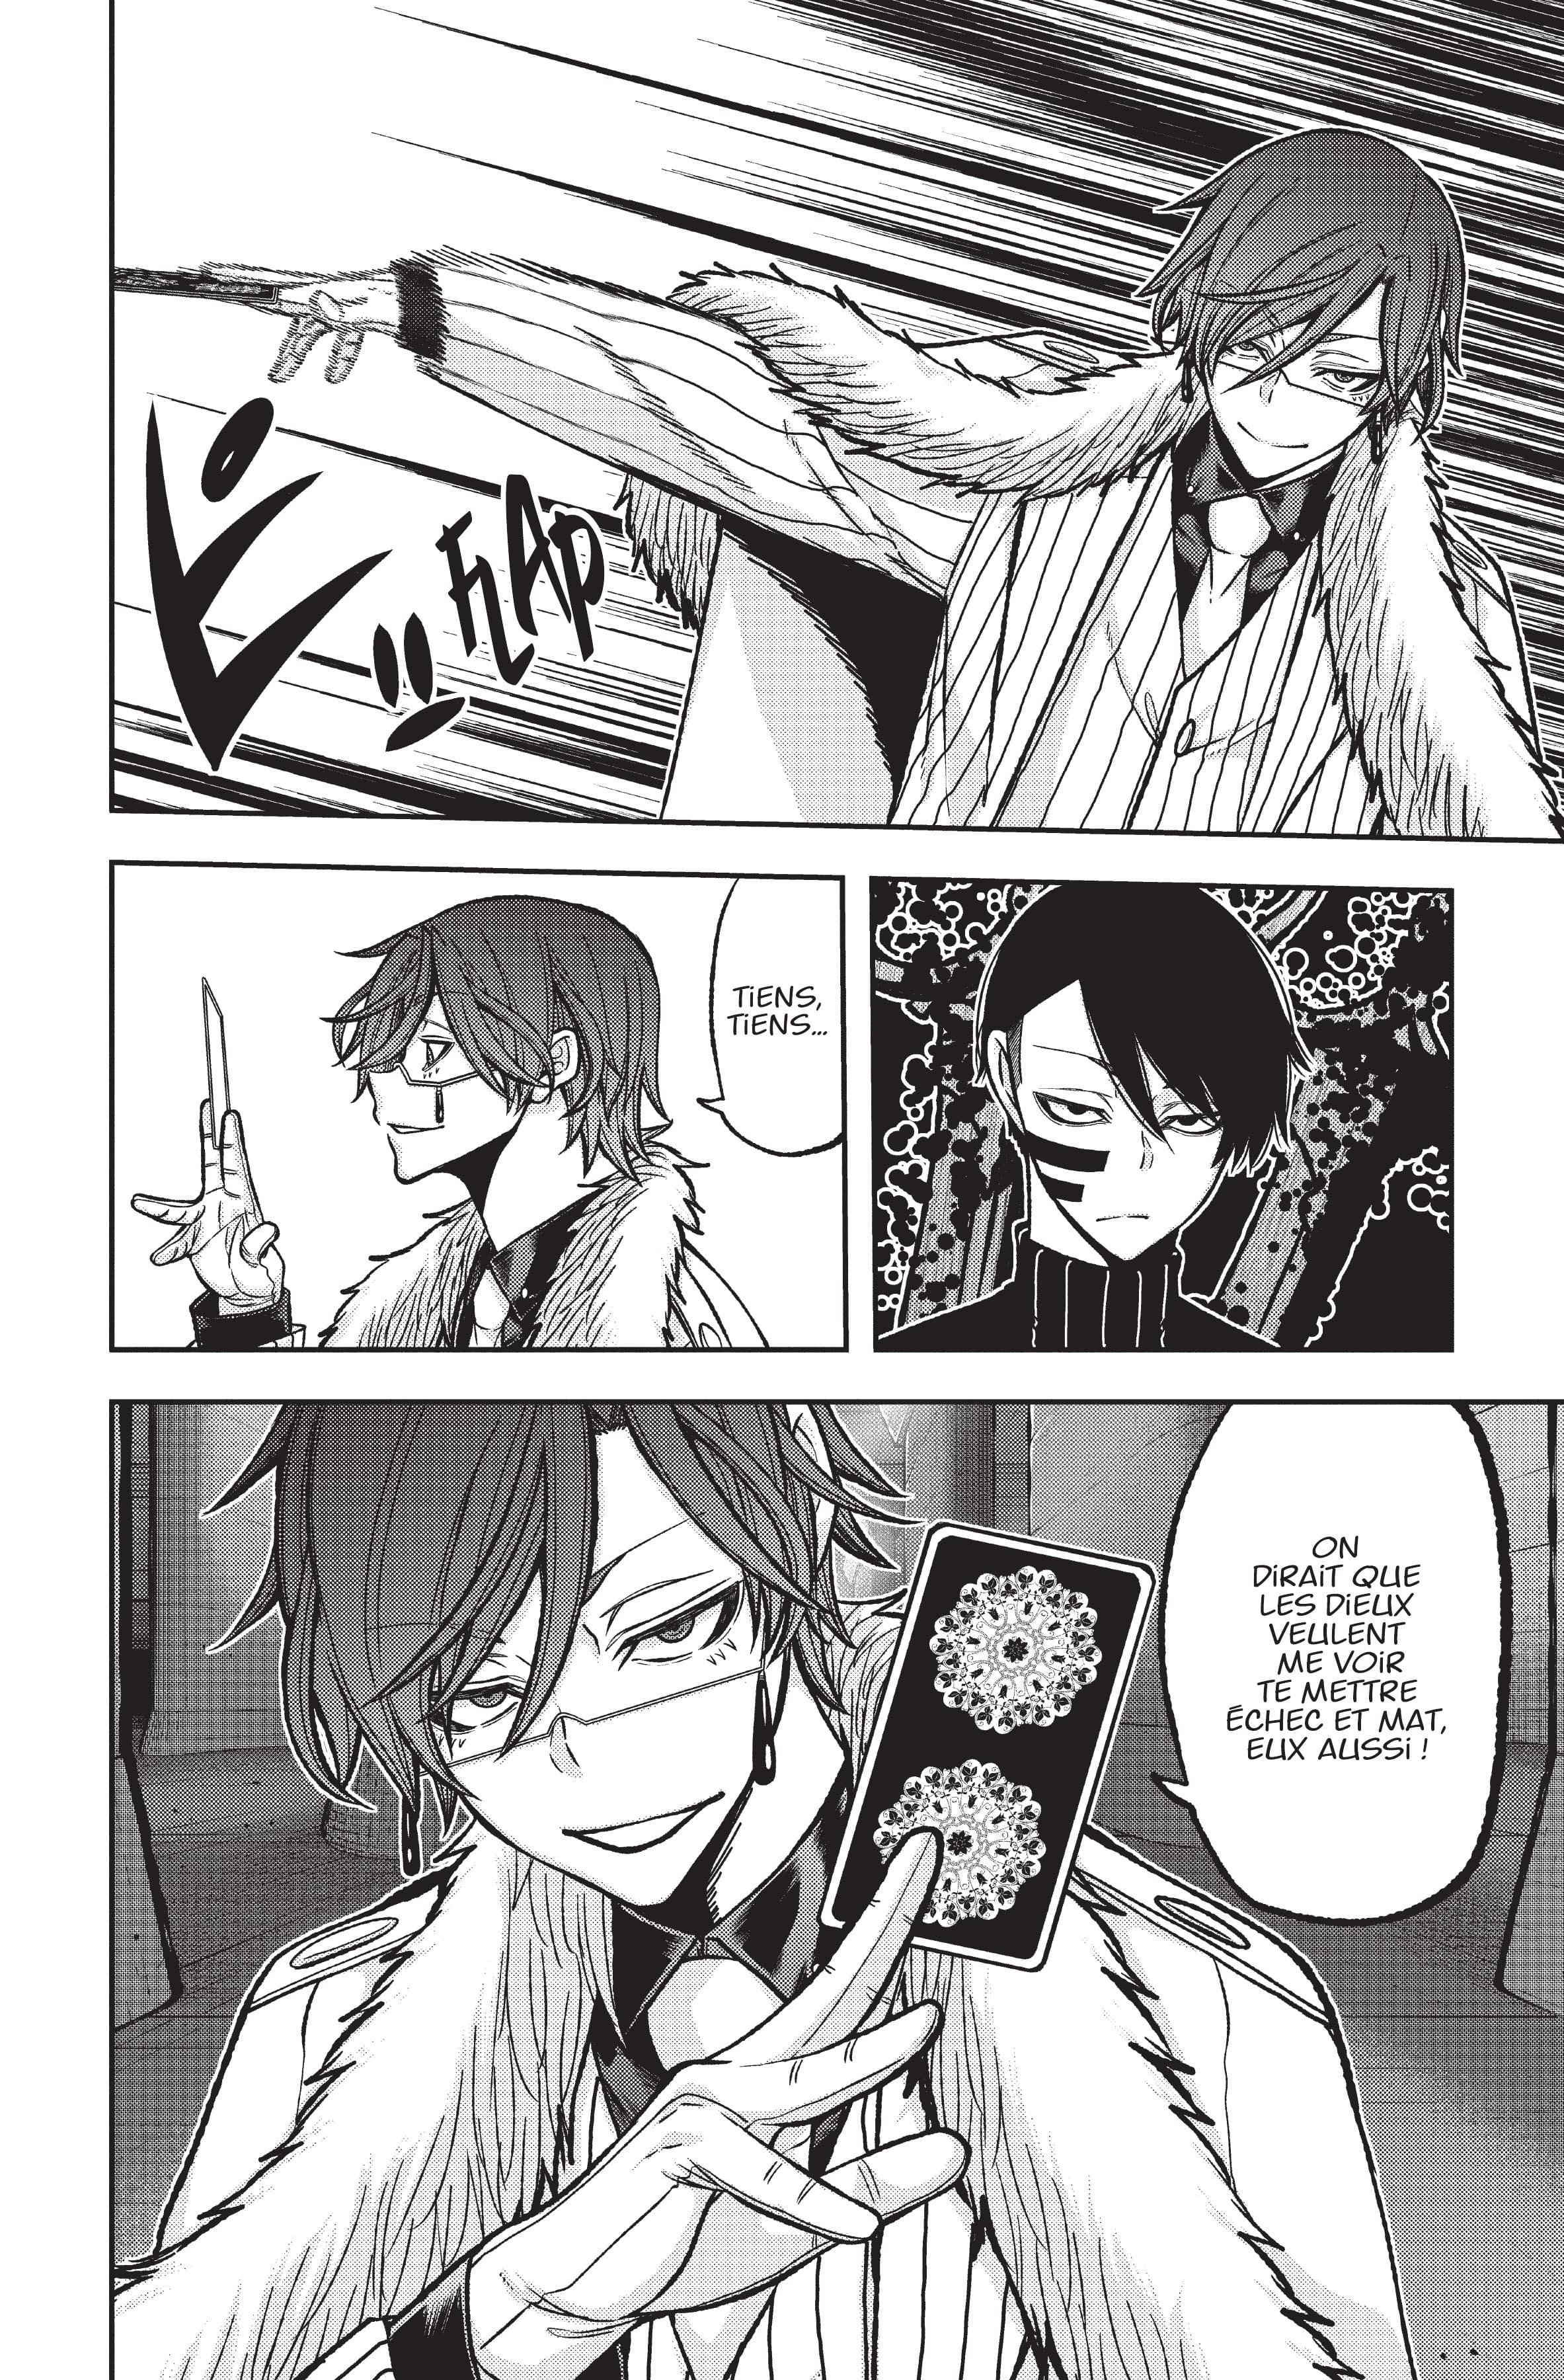 ピッ
FLAP
TIENS,
TIENS...
ON
DIRAIT QUE
LES DIEUX
VEULENT
ME VOIR
TE METTRE
ÉCHEC ET MAT,
EUX AUSSI !